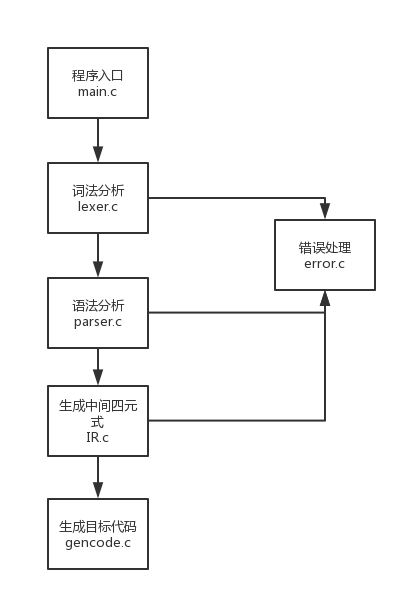 程序入口
main.c
词法分析
lexer.c
错误处理
error.c
语法分析
parser.c
生成中间四元
式
IR.c
生成目标代码
gencode.c